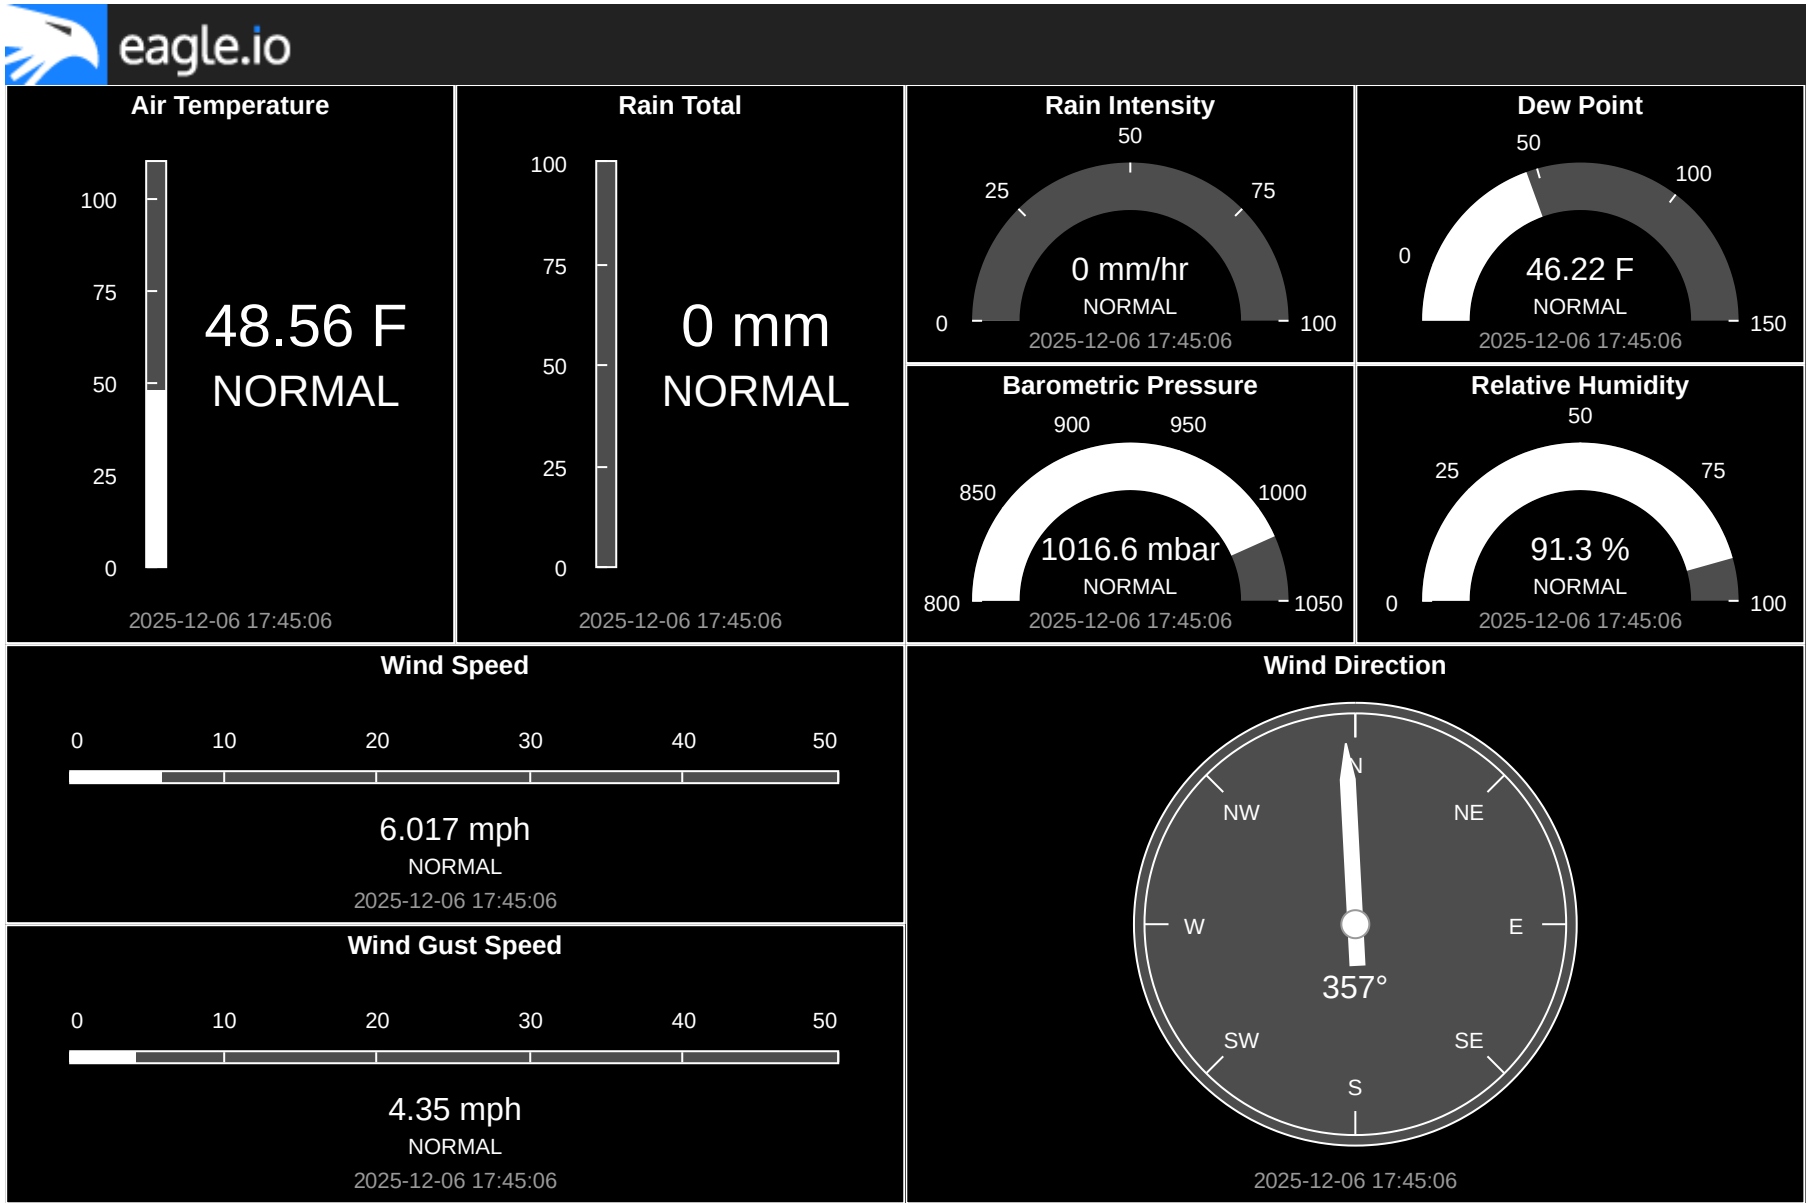 eagle.io
Air Temperature
100
75
50
25
0
48.56 F
NORMAL
2025-12-06 17:45:06
Rain Total
100
75
50
25
0
0 mm
NORMAL
2025-12-06 17:45:06
Rain Intensity
50
25
75
0
100
0 mm/hr
NORMAL
2025-12-06 17:45:06
Dew Point
50
100
0
150
46.22 F
NORMAL
2025-12-06 17:45:06
Barometric Pressure
900
950
850
1000
1016.6 mbar
NORMAL
800
1050
2025-12-06 17:45:06
Relative Humidity
50
25
75
91.3 %
NORMAL
0
100
2025-12-06 17:45:06
Wind Speed
0 10 20 30 40 50
6.017 mph
NORMAL
2025-12-06 17:45:06
Wind Gust Speed
0 10 20 30 40 50
4.35 mph
NORMAL
2025-12-06 17:45:06
Wind Direction
N
NW
NE
W
E
357°
SW
SE
S
2025-12-06 17:45:06